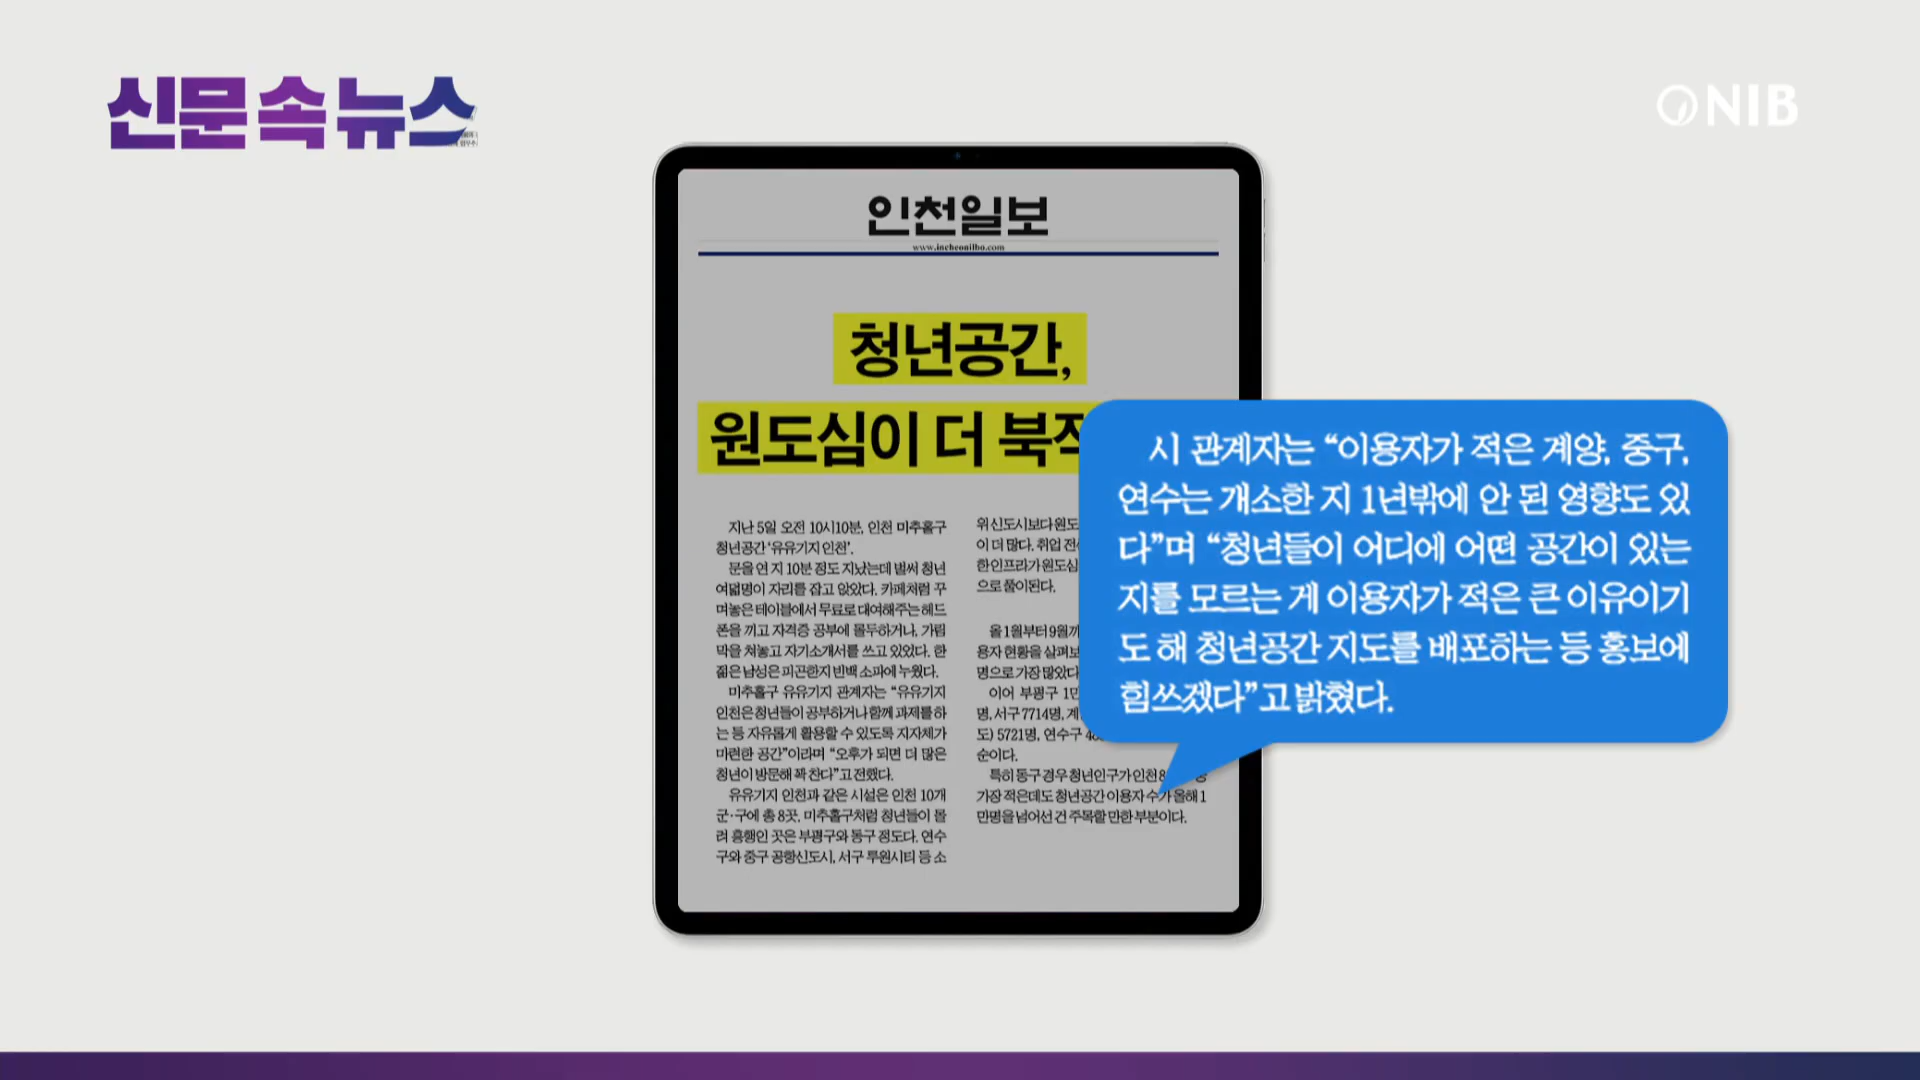 신문 속 뉴스
NIB
인천일보
www.incheonilbo.com
청년공간,
원도심이 더
지난 5일 오전 10시10분, 인천 미추홀구
청년공간 ‘유유기지 인천’.
문을 연 지 10분 정도 지났는데 벌써 청년
여덟명이 자리를 잡고 앉았다. 카페처럼 꾸
며놓은 테이블에서 무료로 대여해주는 헤드
폰을 끼고 자격증 공부에 몰두하거나, 가림
막을 쳐놓고 자기소개서를 쓰고 있었다. 한
젊은 남성은 피곤한지 빈백 소파에 누웠다.
미추홀구 유유기지 관계자는 “유유기지
인천은 청년들이 공부하거나 함께 과제를 하
는 등 자유롭게 활용할 수 있도록 지자체가
마련한 공간”이라며 “오후가 되면 더 많은
청년이 방문해 꽉 찬다”고 전했다.
유유기지 인천과 같은 시설은 인천 10개
군·구에 총 8곳. 미추홀구처럼 청년들이 몰
려 흥행인 곳은 부평구와 동구 정도다. 연수
구와 중구 공항신도시, 서구 루원시티 등 소
위 신도시보다 원도
이 더 많다. 취업 전
한 인프라가 원도심
으로 풀이된다.
올 1월부터 9월까
용자 현황을 살펴보
명으로 가장 많았다
이어 부평구 1만
명, 서구 7714명, 계
도) 5721명, 연수구
순이다.
특히 동구 경우 청년인구가 인천
가장 적은데도 청년공간 이용자 수가 올해 1
만명을 넘어선 건 주목할 만한 부분이다.
시 관계자는 “이용자가 적은 계양, 중구,
연수는 개소한 지 1년밖에 안 된 영향도 있
다”며 “청년들이 어디에 어떤 공간이 있는
지를 모르는 게 이용자가 적은 큰 이유이기
도 해 청년공간 지도를 배포하는 등 홍보에
힘쓰겠다”고 밝혔다.